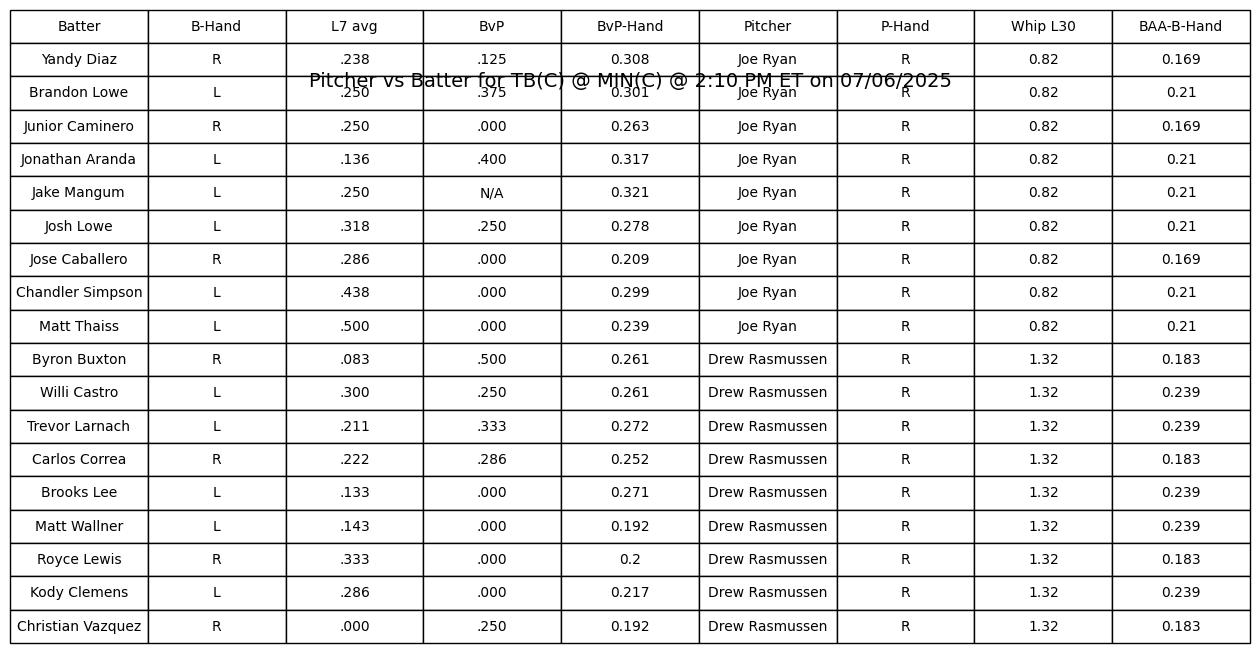 Batter B-Hand L7 avg BvP BvP-Hand Pitcher P-Hand Whip L30 BAA-B-Hand
Yandy Diaz R .238 .125 0.308 Joe Ryan R 0.82 0.169
Pitcher vs Batter for TB(C) @ MIN(C) @ 2:10 PM ET on 07/06/2025
Brandon Lowe L .250 .375 0.301 Joe Ryan R 0.82 0.21
Junior Caminero R .250 .000 0.263 Joe Ryan R 0.82 0.169
Jonathan Aranda L .136 .400 0.317 Joe Ryan R 0.82 0.21
Jake Mangum L .250 N/A 0.321 Joe Ryan R 0.82 0.21
Josh Lowe L .318 .250 0.278 Joe Ryan R 0.82 0.21
Jose Caballero R .286 .000 0.209 Joe Ryan R 0.82 0.169
Chandler Simpson L .438 .000 0.299 Joe Ryan R 0.82 0.21
Matt Thaiss L .500 .000 0.239 Joe Ryan R 0.82 0.21
Byron Buxton R .083 .500 0.261 Drew Rasmussen R 1.32 0.183
Willi Castro L .300 .250 0.261 Drew Rasmussen R 1.32 0.239
Trevor Larnach L .211 .333 0.272 Drew Rasmussen R 1.32 0.239
Carlos Correa R .222 .286 0.252 Drew Rasmussen R 1.32 0.183
Brooks Lee L .133 .000 0.271 Drew Rasmussen R 1.32 0.239
Matt Wallner L .143 .000 0.192 Drew Rasmussen R 1.32 0.239
Royce Lewis R .333 .000 0.2 Drew Rasmussen R 1.32 0.183
Kody Clemens L .286 .000 0.217 Drew Rasmussen R 1.32 0.239
Christian Vazquez R .000 .250 0.192 Drew Rasmussen R 1.32 0.183